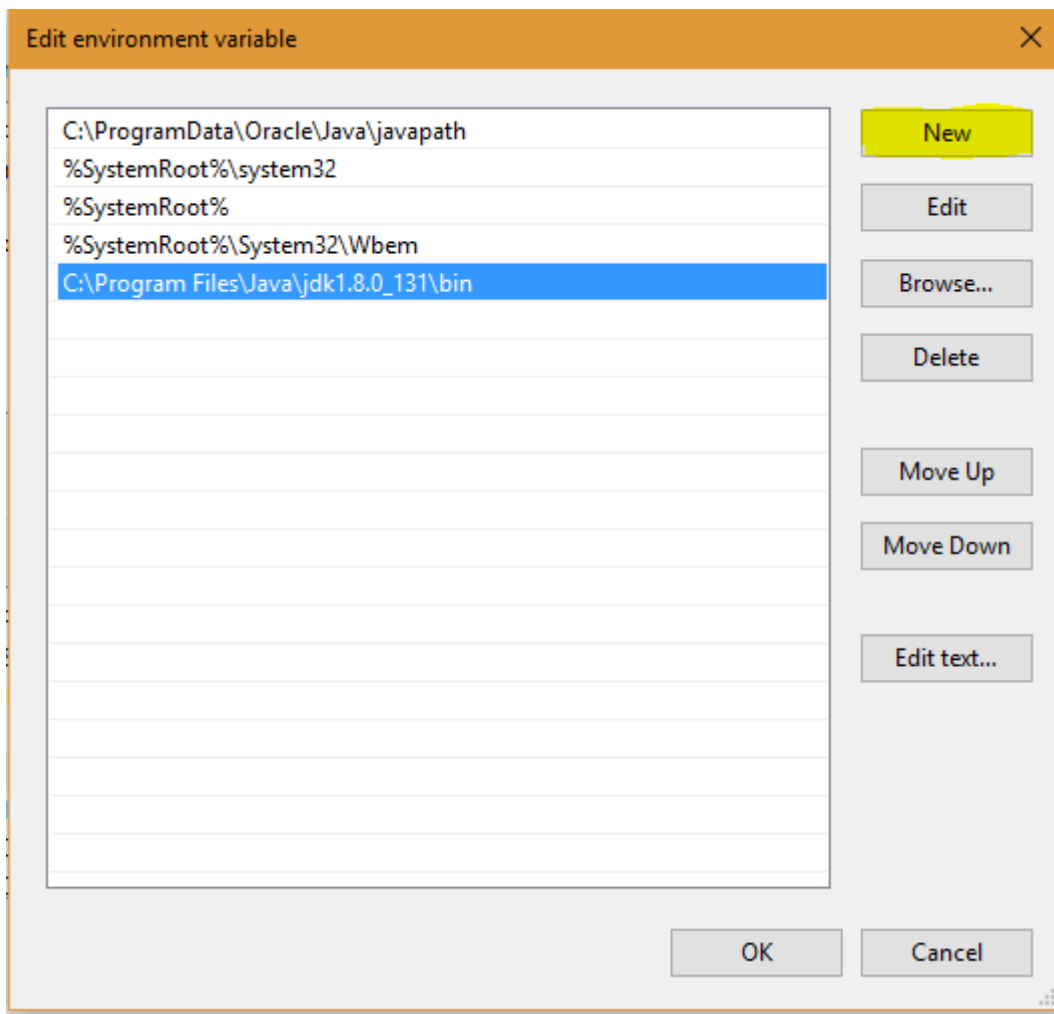 Edit environment variable
C:\ProgramData\Oracle\Java\javapath
%SystemRoot%\system32
%SystemRoot%
%SystemRoot%\System32\Wbem
C:\Program Files\Java\jdk1.8.0_131\bin
New
Edit
Browse...
Delete
Move Up
Move Down
Edit text...
OK
Cancel